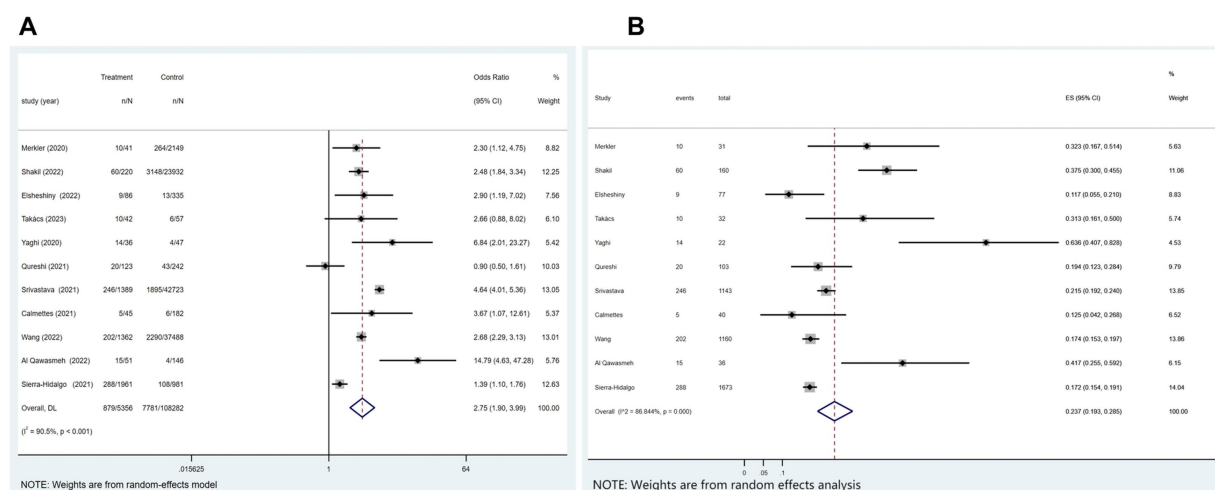 A
Treatment Control Odds Ratio %
study (year) n/N n/N (95% CI) Weight
Merkler (2020) 10/41 264/2149 2.30 (1.12, 4.75) 8.82
Shakil (2022) 60/220 3148/23932 2.48 (1.84, 3.34) 12.25
Elsheshiny (2022) 9/86 13/335 2.90 (1.19, 7.02) 7.56
Takács (2023) 10/42 6/57 2.66 (0.88, 8.02) 6.10
Yaghi (2020) 14/36 4/47 6.84 (2.01, 23.27) 5.42
Qureshi (2021) 20/123 43/242 0.90 (0.50, 1.61) 10.03
Srivastava (2021) 246/1389 1895/42723 4.64 (4.01, 5.36) 13.05
Calmettes (2021) 5/45 6/182 3.67 (1.07, 12.61) 5.37
Wang (2022) 202/1362 2290/37488 2.68 (2.29, 3.13) 13.01
Al Qawasmeh (2022) 15/51 4/146 14.79 (4.63, 47.28) 5.76
Sierra-Hidalgo (2021) 288/1961 108/981 1.39 (1.10, 1.76) 12.63
Overall, DL 879/5356 7781/108282 2.75 (1.90, 3.99) 100.00
(I² = 90.5%, p < 0.001)
.015625 1 64
NOTE: Weights are from random-effects model
B
%
Study events total ES (95% CI) Weight
Merkler 10 31 0.323 (0.167, 0.514) 5.63
Shakil 60 160 0.375 (0.300, 0.455) 11.06
Elsheshiny 9 77 0.117 (0.055, 0.210) 8.83
Takács 10 32 0.313 (0.161, 0.500) 5.74
Yaghi 14 22 0.636 (0.407, 0.828) 4.53
Qureshi 20 103 0.194 (0.123, 0.284) 9.79
Srivastava 246 1143 0.215 (0.192, 0.240) 13.85
Calmettes 5 40 0.125 (0.042, 0.268) 6.52
Wang 202 1160 0.174 (0.153, 0.197) 13.86
Al Qawasmeh 15 36 0.417 (0.255, 0.592) 6.15
Sierra-Hidalgo 288 1673 0.172 (0.154, 0.191) 14.04
Overall (I^2 = 86.844%, p = 0.000) 0.237 (0.193, 0.285) 100.00
0 .05 .1
NOTE: Weights are from random effects analysis